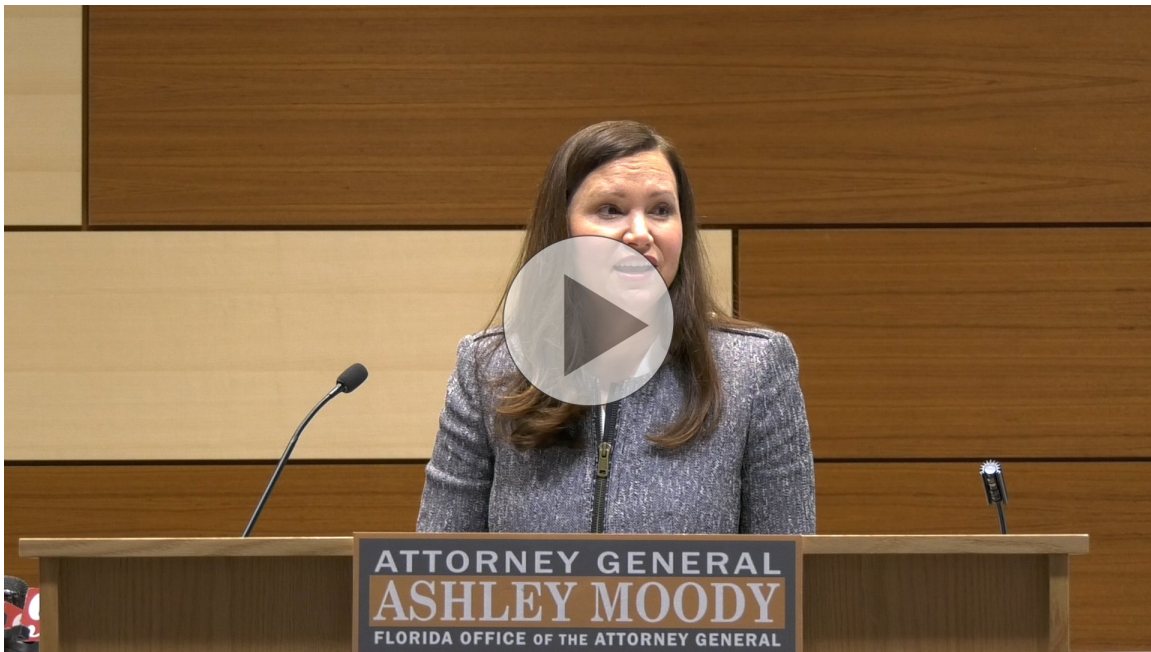 ATTORNEY GENERAL
ASHLEY MOODY
FLORIDA OFFICE OF THE ATTORNEY GENERAL